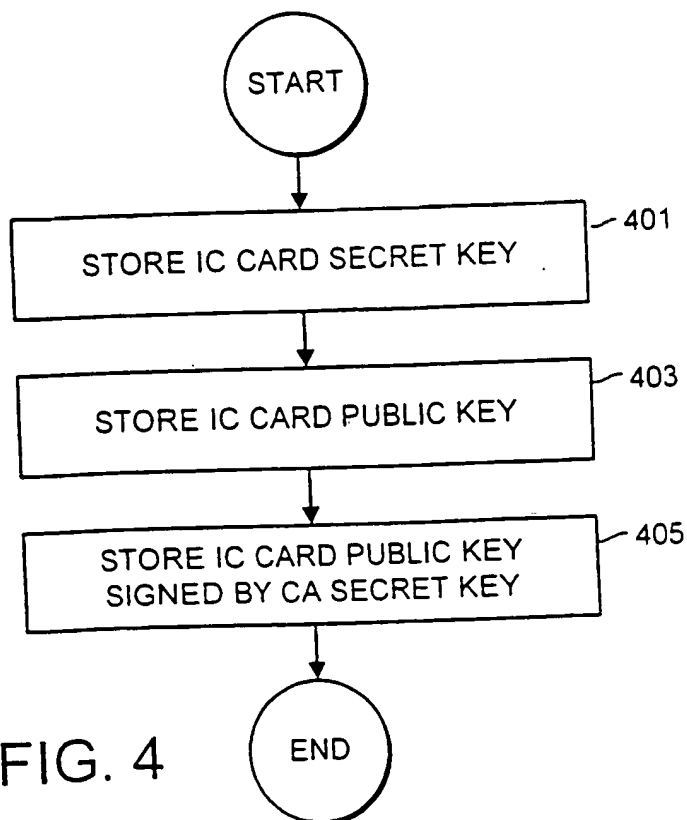 START
STORE IC CARD SECRET KEY
401
STORE IC CARD PUBLIC KEY
403
STORE IC CARD PUBLIC KEY
SIGNED BY CA SECRET KEY
405
END
FIG. 4